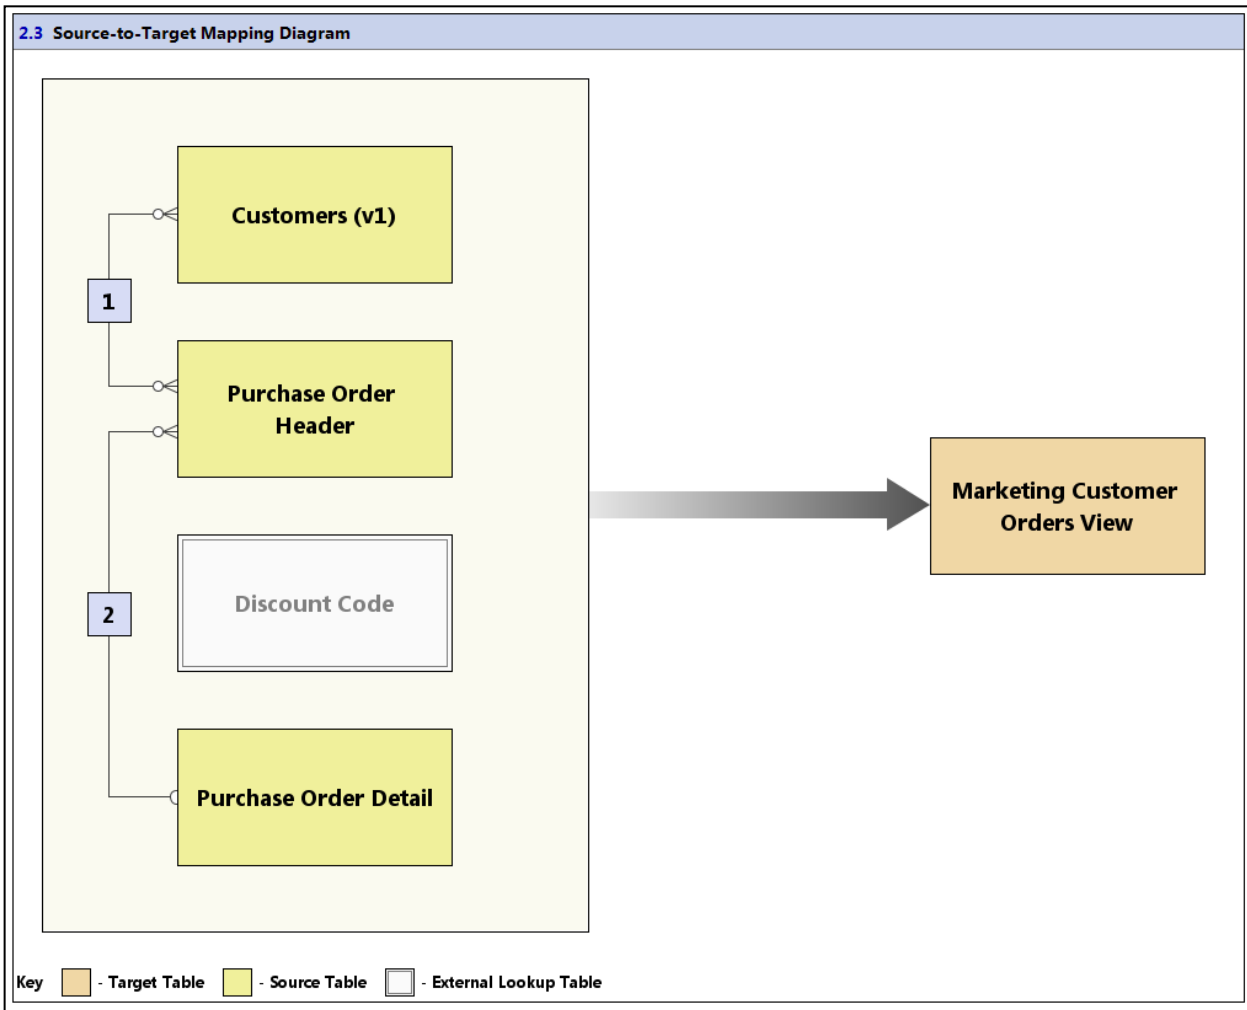 2.3 Source-to-Target Mapping Diagram
Customers (v1)
1
Purchase Order
Header
Marketing Customer
Orders View
Discount Code
2
Purchase Order Detail
Key - Target Table - Source Table - External Lookup Table